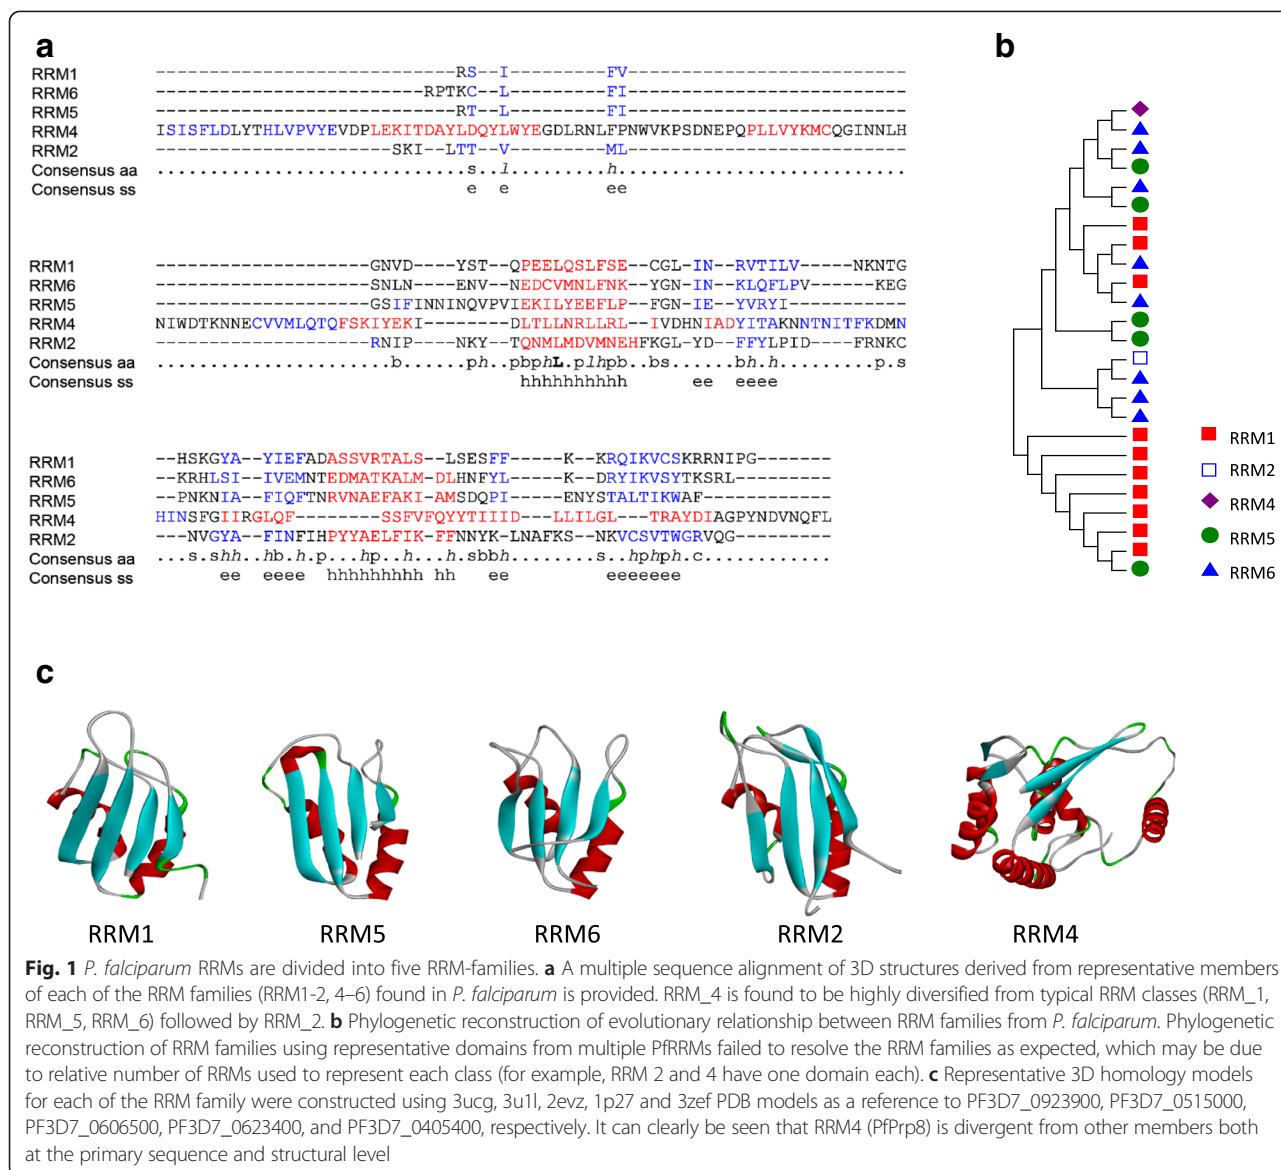 a
b
RRM1 ----------------------------RS--I---------FV--------------------------
RRM6 -------------------------RPTKC--L---------FI--------------------------
RRM5 ----------------------------RT--L---------FI--------------------------
RRM4 ISISFLDLYTHLVPVYEVDPLEKITDAYLDQYLWYEGDLRNLFPNWVKPSDNEPQPLLVYKMCQGINNLH
RRM2 ----------------------SKI--LTTT--V---------ML--------------------------
Consensus aa .............................s..l.........h...........................
Consensus ss e e ee
RRM1 --------------------GNVD----YST--QPEELQSLFSE--CGL-IN--RVTILV-----NKNTG
RRM6 --------------------SNLN----ENV--NEDCVMNLFNK--YGN-IN--KLQFLPV------KEG
RRM5 --------------------GSIFINNINQVPVIEKILYEEFLP--FGN-IE--YVRYI-----------
RRM4 NIWDTKNNECVVMLQTQFSKIYEKI--------DLTLLNRLLRL--IVDHNIADYITAKNNTNITFKDMN
RRM2 --------------------RNIP----NKY--TQNMLMDVMNEHFKGL-YD--FFYLPID----FRNKC
Consensus aa ......................b......ph..pbphL.plhpb..bs......bh.h.........p.s
Consensus ss hhhhhhhhhh ee eeee
RRM1 --HSKGYA--YIEFADASSVRTALS--LSESFF-----K--KRQIKVCSKRRNIPG-------
RRM6 --KRHLSI--IVEMNTEDMATKALM-DLHNFYL-----K--DRYIKVSYTKSRL---------
RRM5 --PNKNIA--FIQFTNRVNAEFAKI-AMSDQPI-----ENYSTALTIKWAF------------
RRM4 HINSFGIIRGLQF--------SSFVFQYYTIIID---LLILGL---TRAYDIAGPYNDVNQFL
RRM2 ---NVGYA--FINFIHPYYAELFIK-FFNNYK-LNAFKS--NKVCSVTWGRVQG---------
Consensus aa ...s.shh..hb.h.p...hp...h..sbbh........s..hphph.c..............
Consensus ss ee eeee hhhhhhhhh hh ee eeeeeee
RRM1
RRM2
RRM4
RRM5
RRM6
c
RRM1 RRM5 RRM6 RRM2 RRM4
Fig. 1 P. falciparum RRMs are divided into five RRM-families. a A multiple sequence alignment of 3D structures derived from representative members
of each of the RRM families (RRM1-2, 4–6) found in P. falciparum is provided. RRM_4 is found to be highly diversified from typical RRM classes (RRM_1,
RRM_5, RRM_6) followed by RRM_2. b Phylogenetic reconstruction of evolutionary relationship between RRM families from P. falciparum. Phylogenetic
reconstruction of RRM families using representative domains from multiple PfRRMs failed to resolve the RRM families as expected, which may be due
to relative number of RRMs used to represent each class (for example, RRM 2 and 4 have one domain each). c Representative 3D homology models
for each of the RRM family were constructed using 3ucg, 3u1l, 2evz, 1p27 and 3zef PDB models as a reference to PF3D7_0923900, PF3D7_0515000,
PF3D7_0606500, PF3D7_0623400, and PF3D7_0405400, respectively. It can clearly be seen that RRM4 (PfPrp8) is divergent from other members both
at the primary sequence and structural level